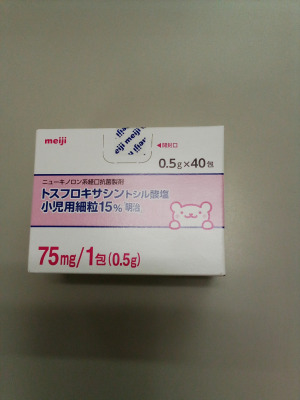 meiji
meiji meiji
◀開封口
0.5g×40包
ニューキノロン系経口抗菌製剤
トスフロキサシントシル酸塩
小児用細粒15%「明治」
75mg/1包(0.5g)